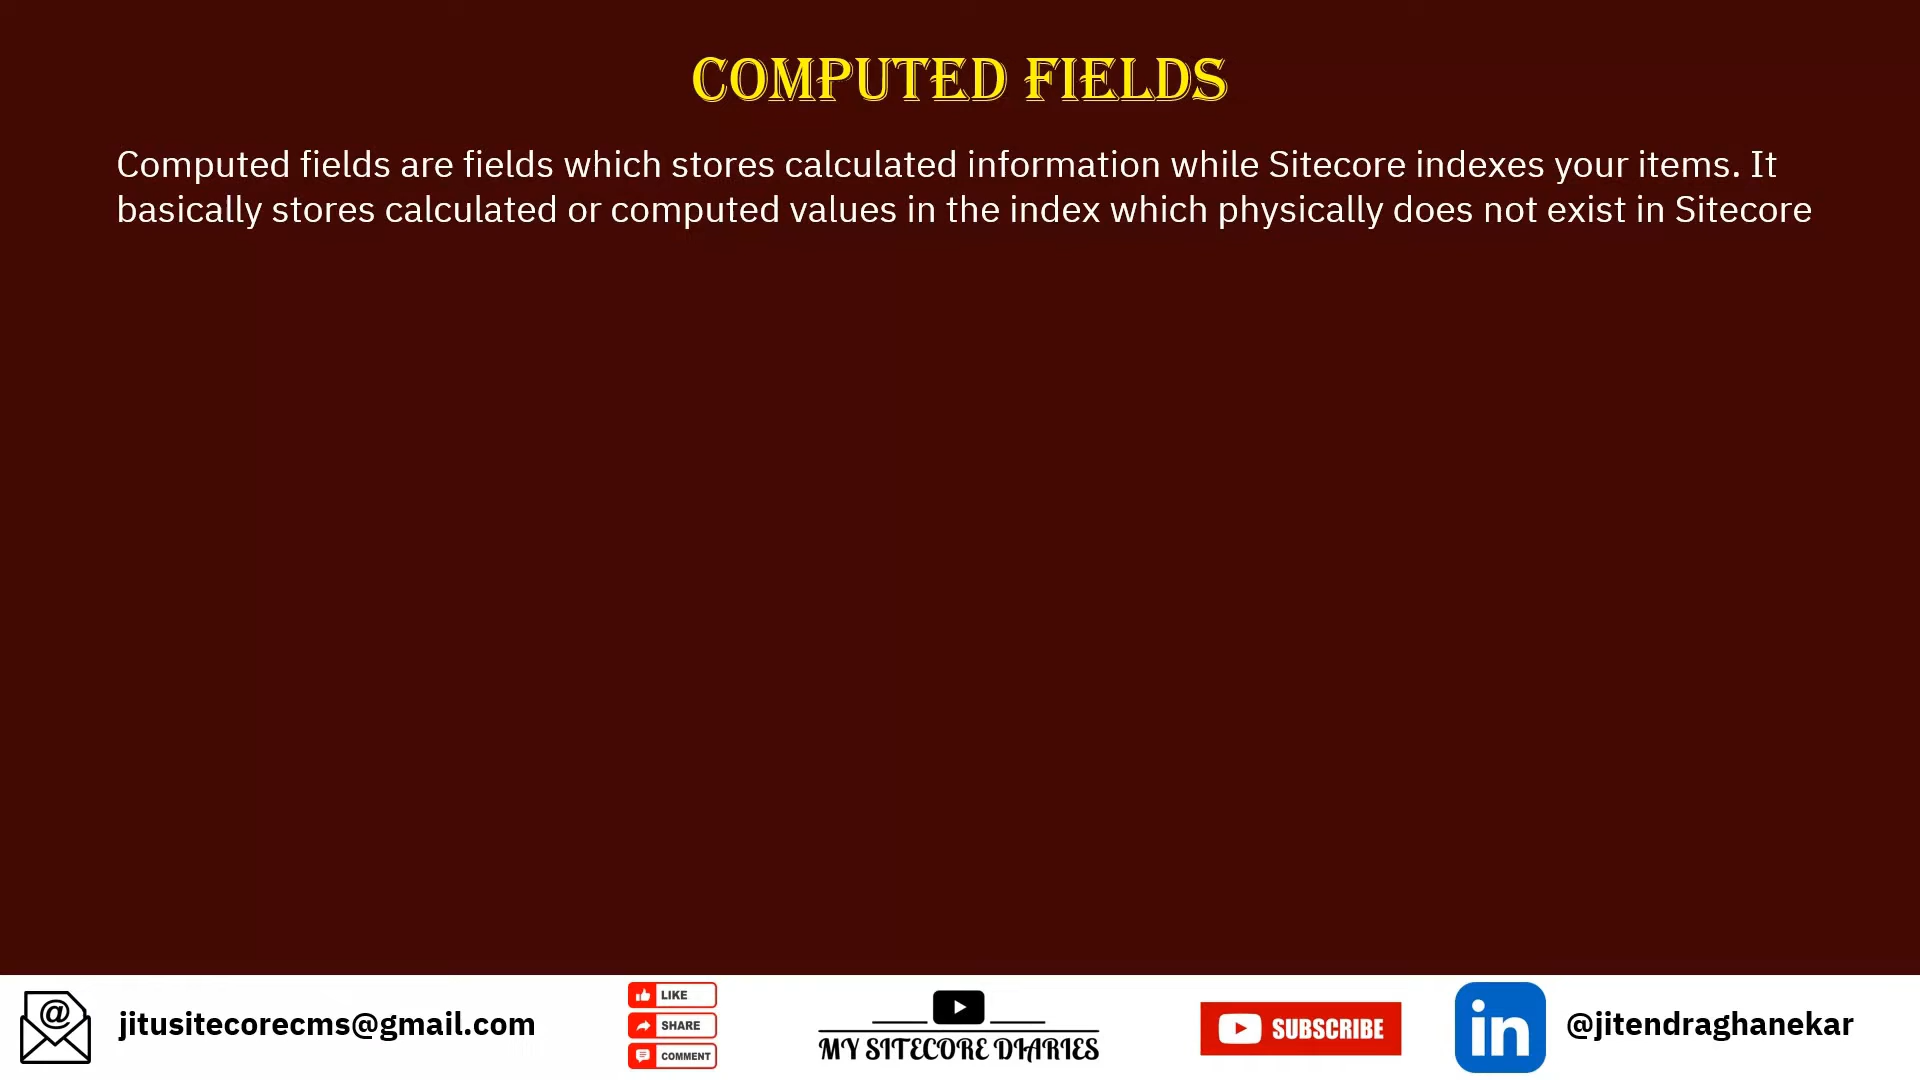 COMPUTED FIELDS
Computed fields are fields which stores calculated information while Sitecore indexes your items. It
basically stores calculated or computed values in the index which physically does not exist in Sitecore
@
jitusitecorecms@gmail.com
LIKE
SHARE
COMMENT
MY SITECORE DIARIES
SUBSCRIBE
in
@jitendraghanekar